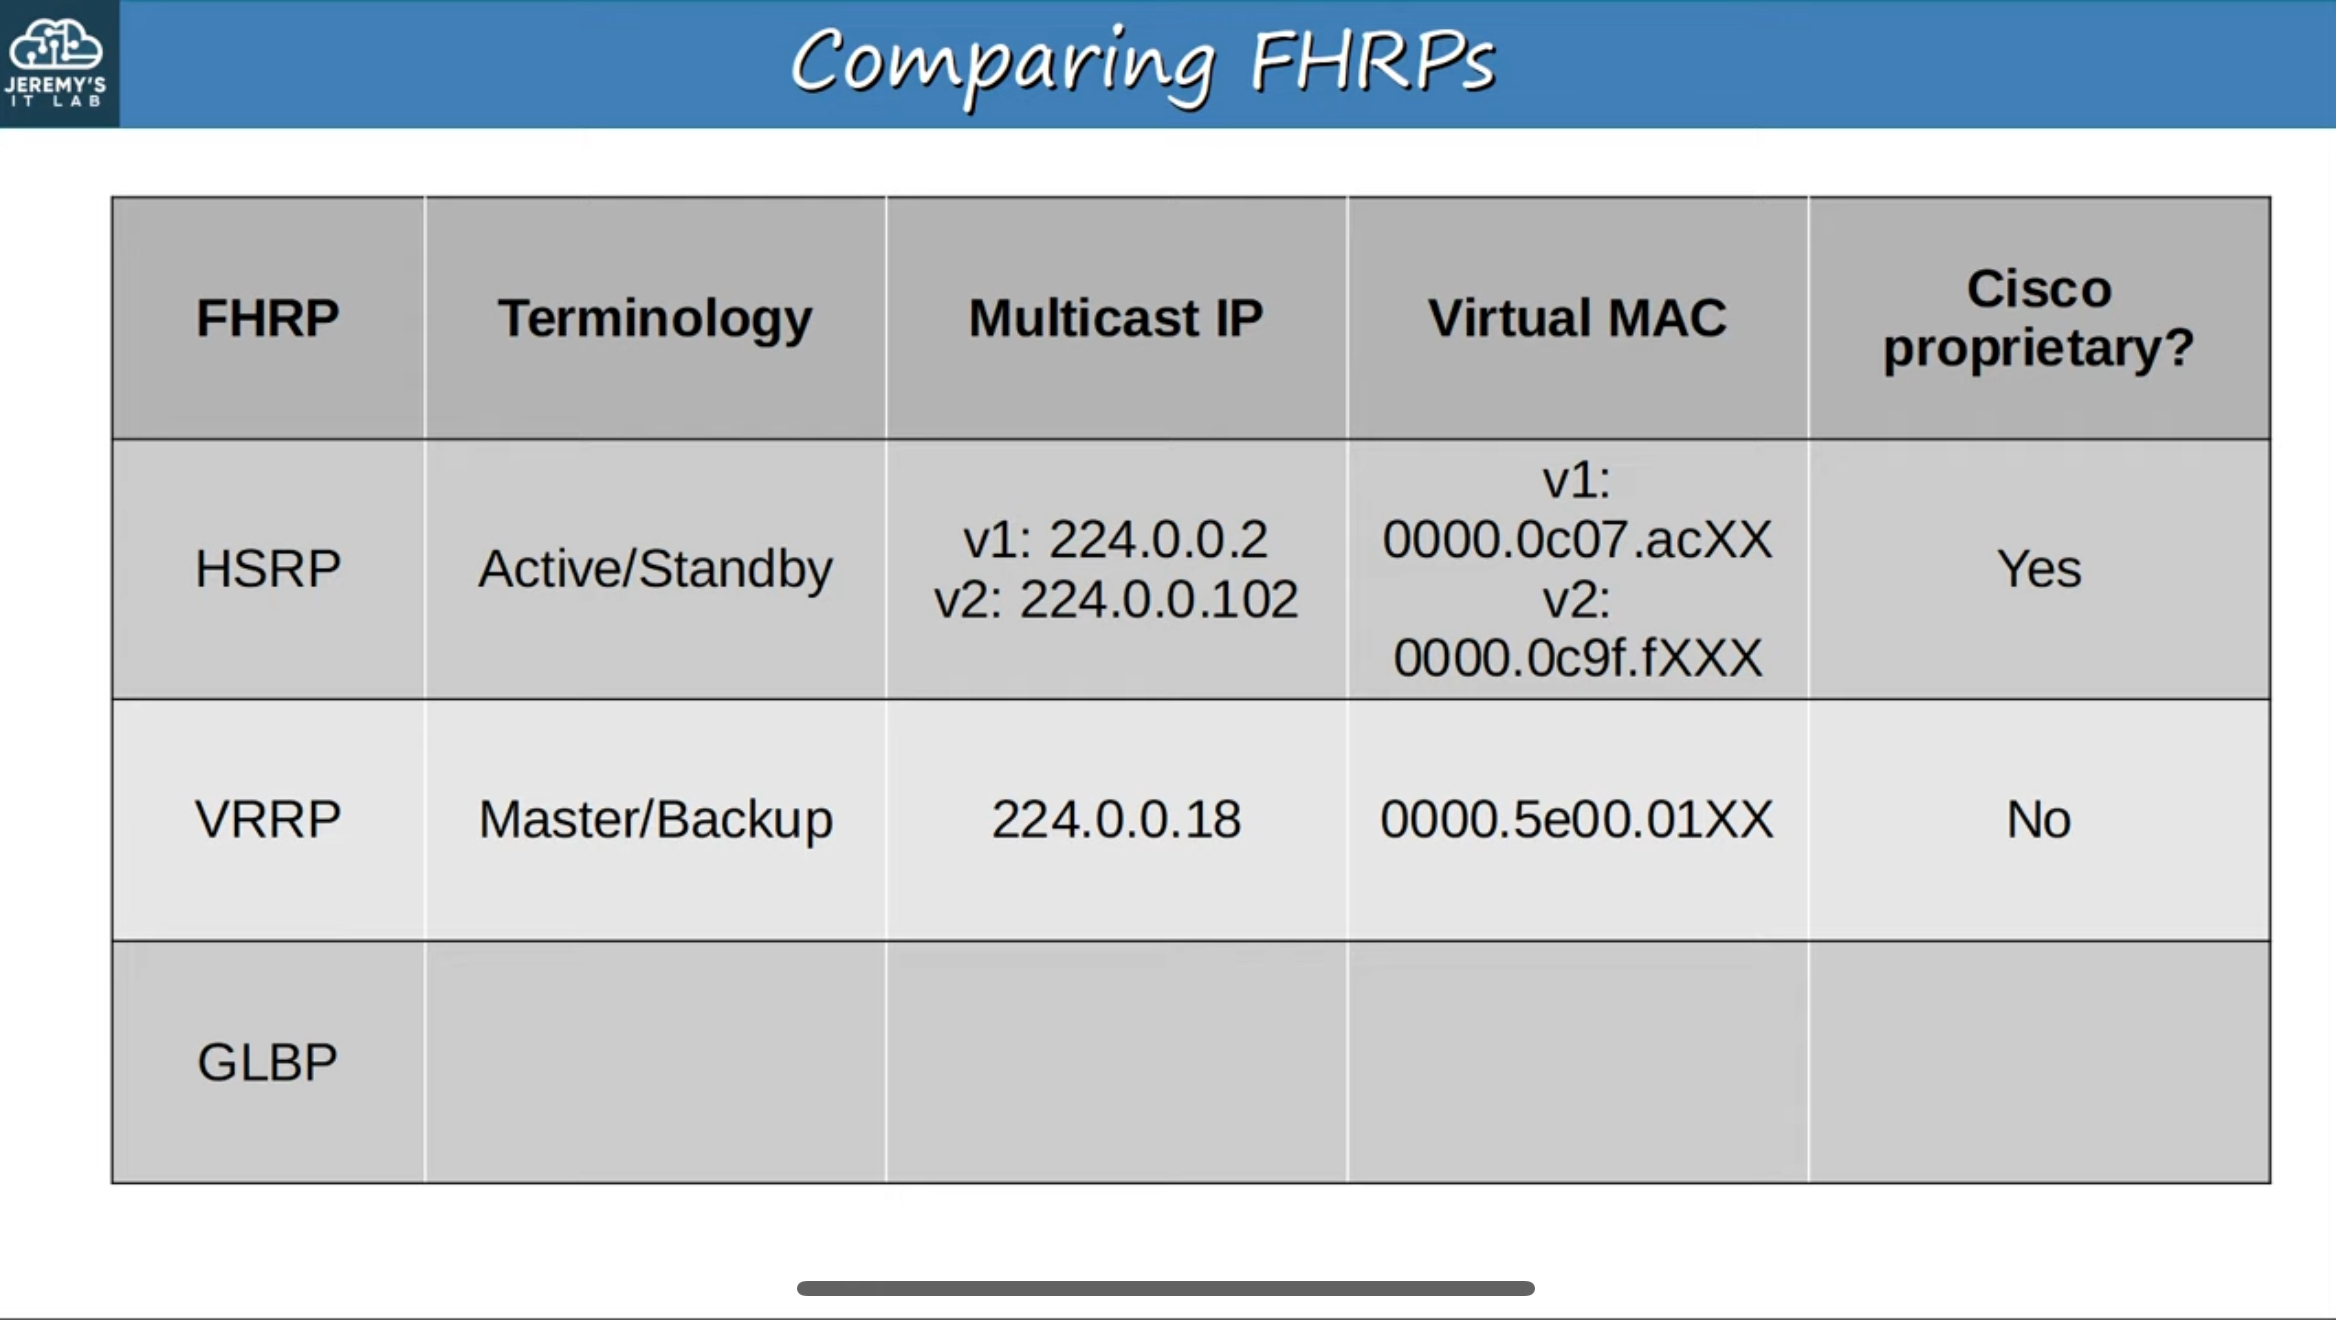 JEREMY'S
IT LAB
Comparing FHRPs
FHRP
Terminology
Multicast IP
Virtual MAC
Cisco
proprietary?
HSRP
Active/Standby
v1: 224.0.0.2
v2: 224.0.0.102
v1:
0000.0c07.acXX
v2:
0000.0c9f.fXXX
Yes
VRRP
Master/Backup
224.0.0.18
0000.5e00.01XX
No
GLBP